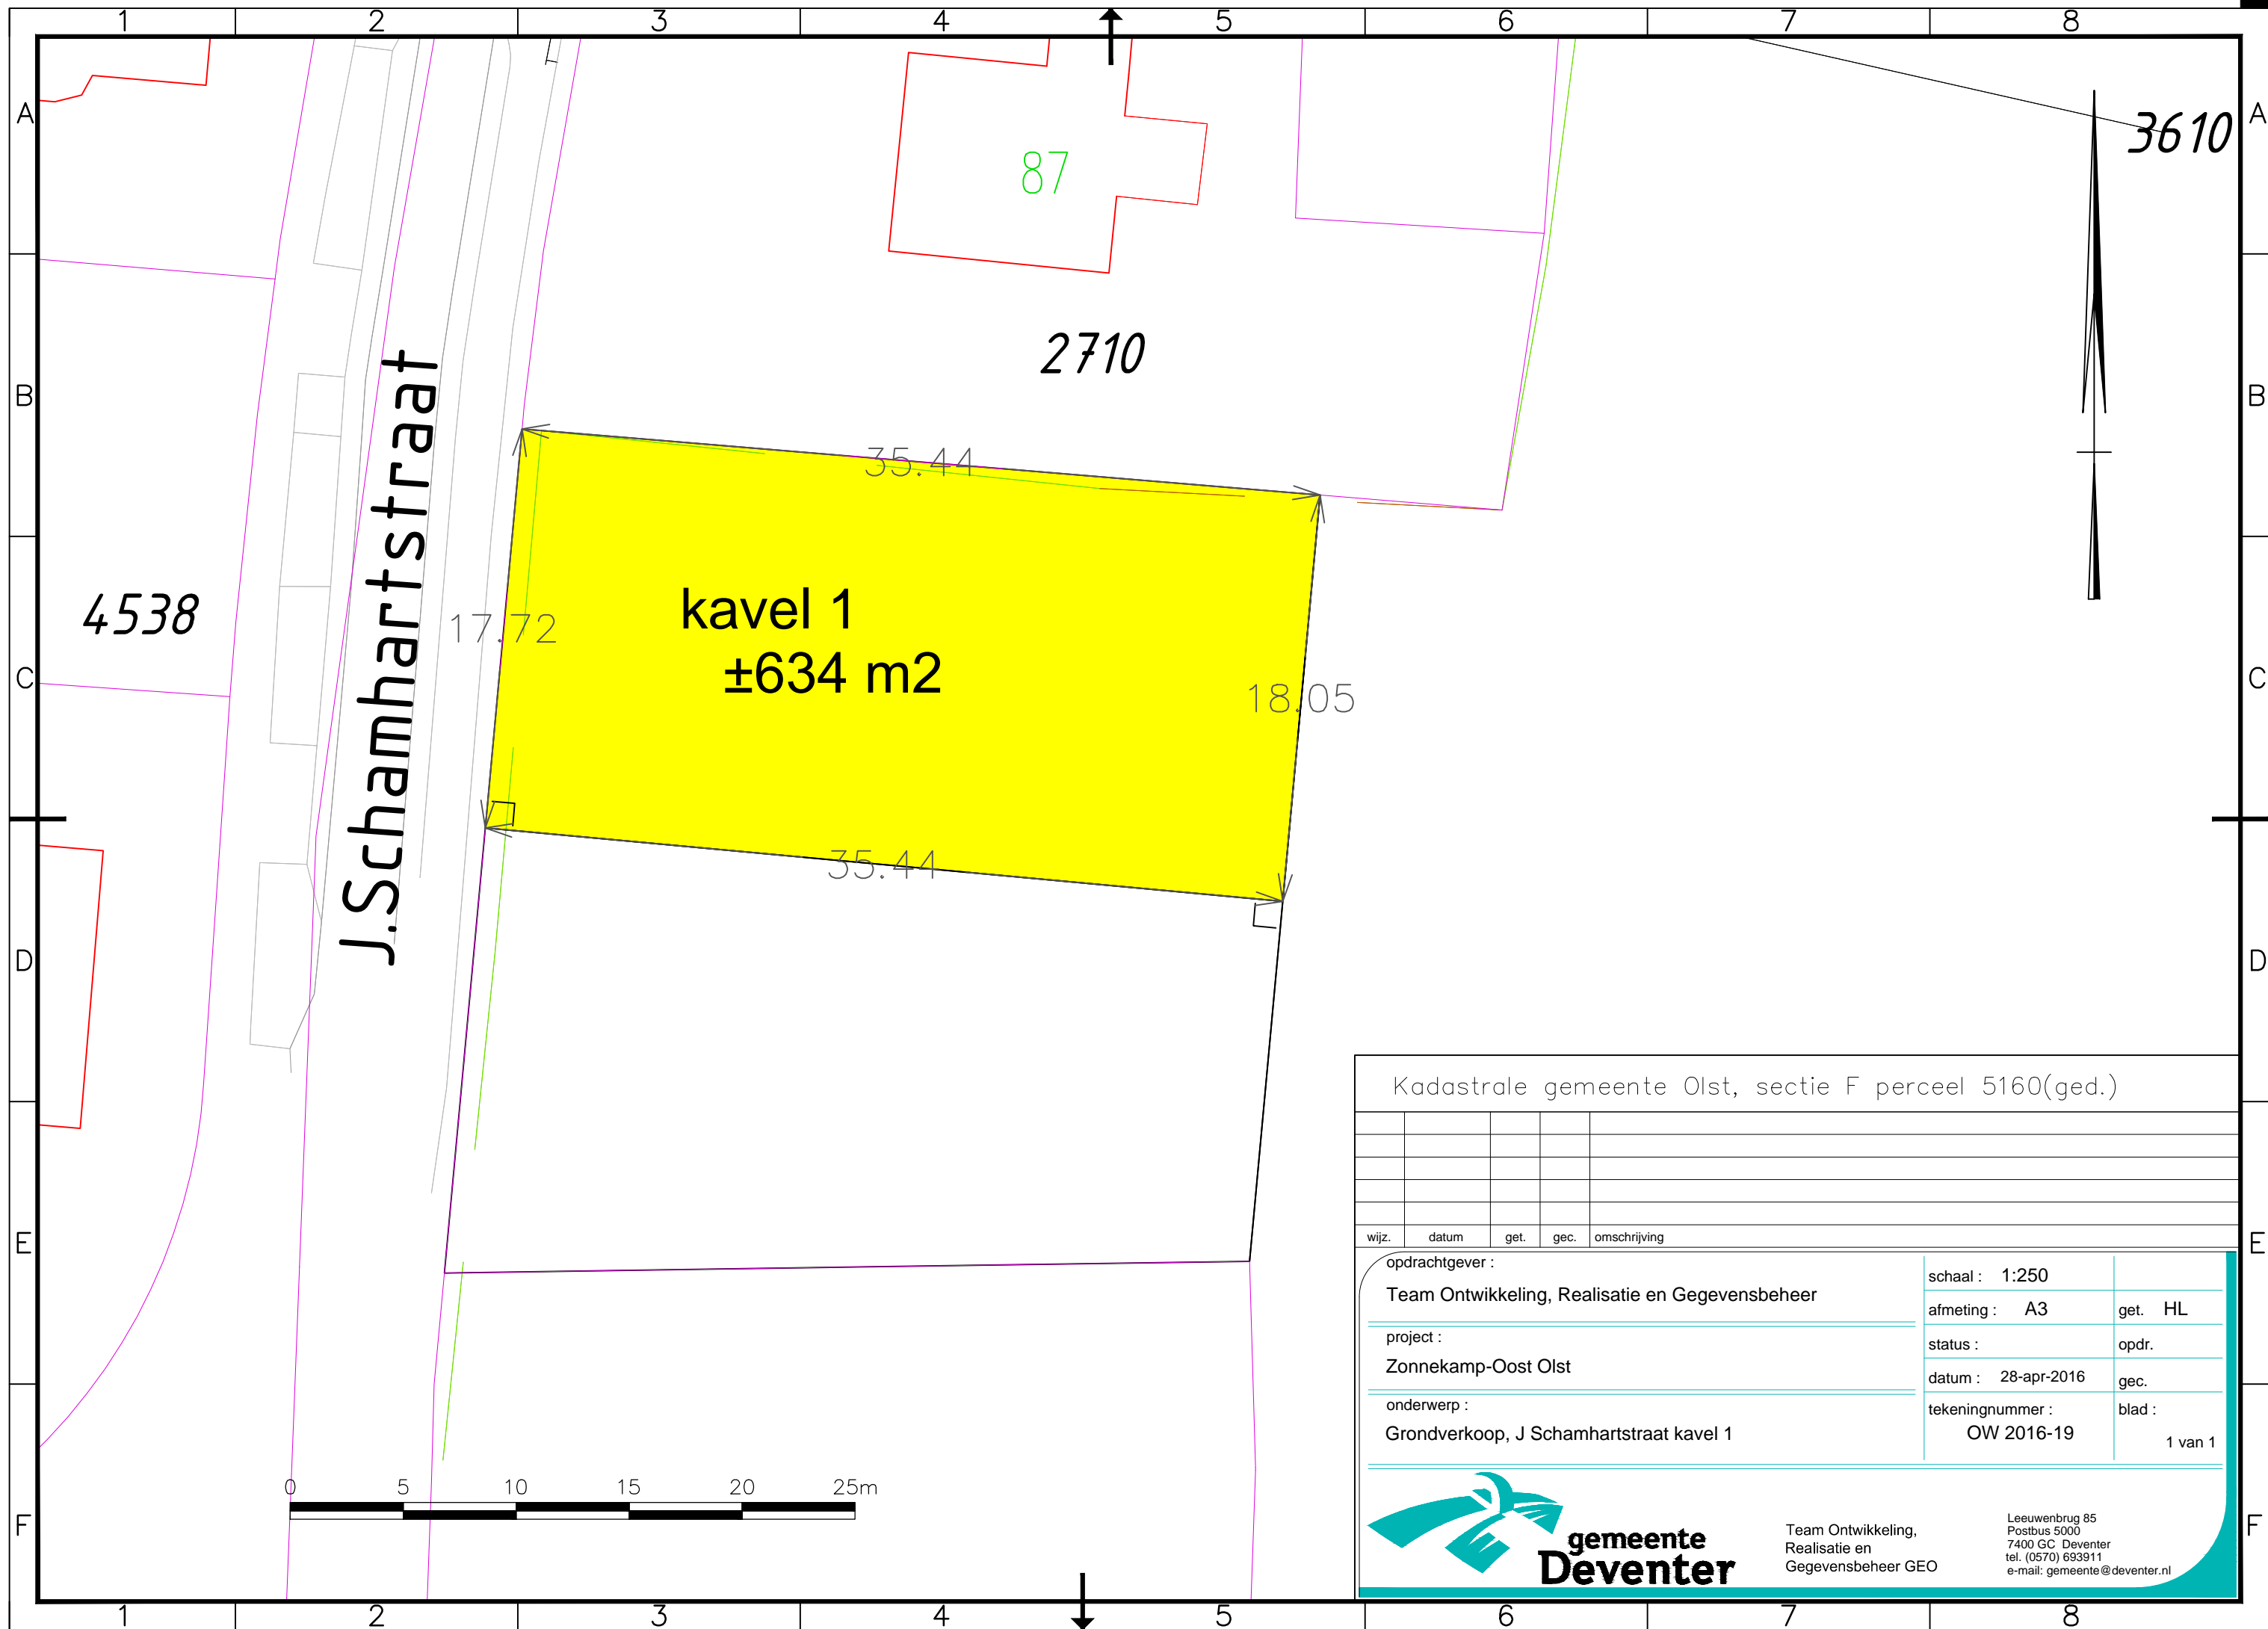 1 2 3 4 5 6 7 8
A A
3610
87
2710
B B
35.44
J.Schamhartstraat
4538
17.72
kavel 1
±634 m2
18.05
C C
35.44
D D
Kadastrale gemeente Olst, sectie F perceel 5160(ged.)
wijz. datum get. gec. omschrijving
E E
opdrachtgever :
Team Ontwikkeling, Realisatie en Gegevensbeheer
schaal : 1:250
afmeting : A3 get. HL
project :
Zonnekamp-Oost Olst
status : opdr.
datum : 28-apr-2016 gec.
onderwerp :
Grondverkoop, J Schamhartstraat kavel 1
tekeningnummer : blad :
OW 2016-19 1 van 1
0 5 10 15 20 25m
F F
gemeente
Deventer
Team Ontwikkeling,
Realisatie en
Gegevensbeheer GEO
Leeuwenbrug 85
Postbus 5000
7400 GC Deventer
tel. (0570) 693911
e-mail: gemeente@deventer.nl
1 2 3 4 5 6 7 8